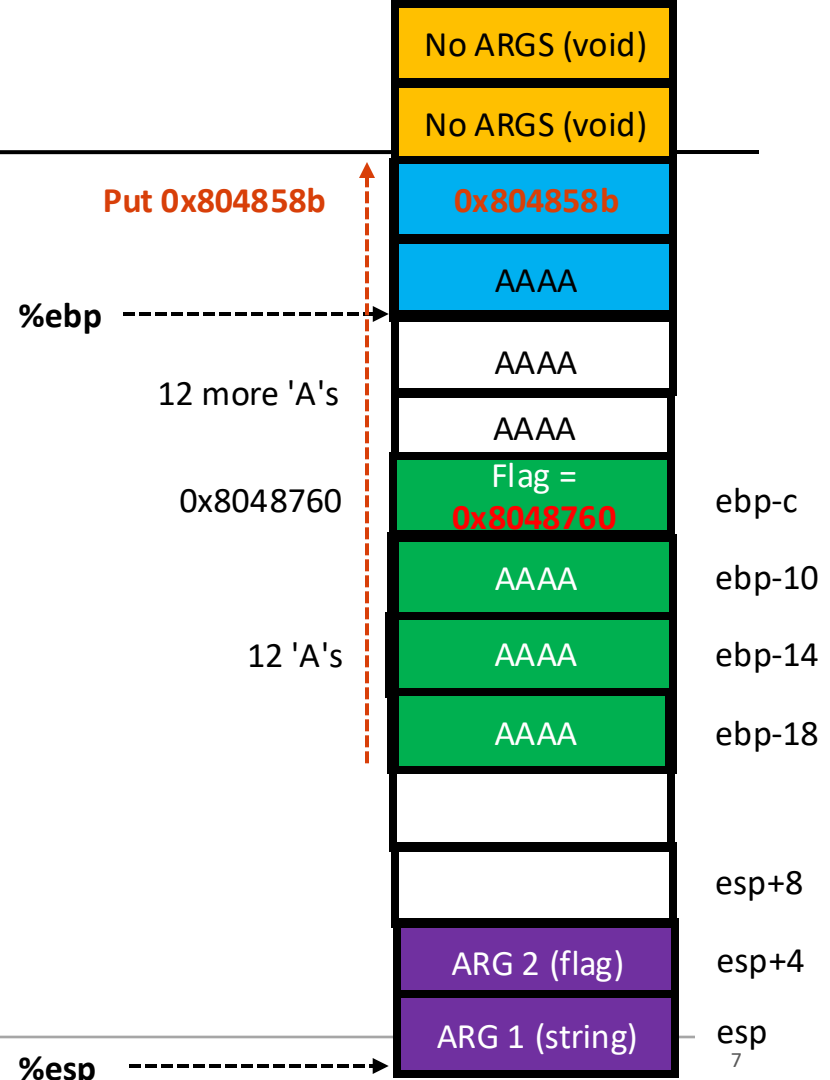 No ARGS (void)
No ARGS (void)
Put 0x804858b
0x804858b
AAAA
%ebp
AAAA
12 more 'A's
AAAA
Flag =
0x8048760
0x8048760
ebp-c
AAAA
ebp-10
12 'A's
AAAA
ebp-14
AAAA
ebp-18
esp+8
ARG 2 (flag)
esp+4
ARG 1 (string)
esp
7
%esp